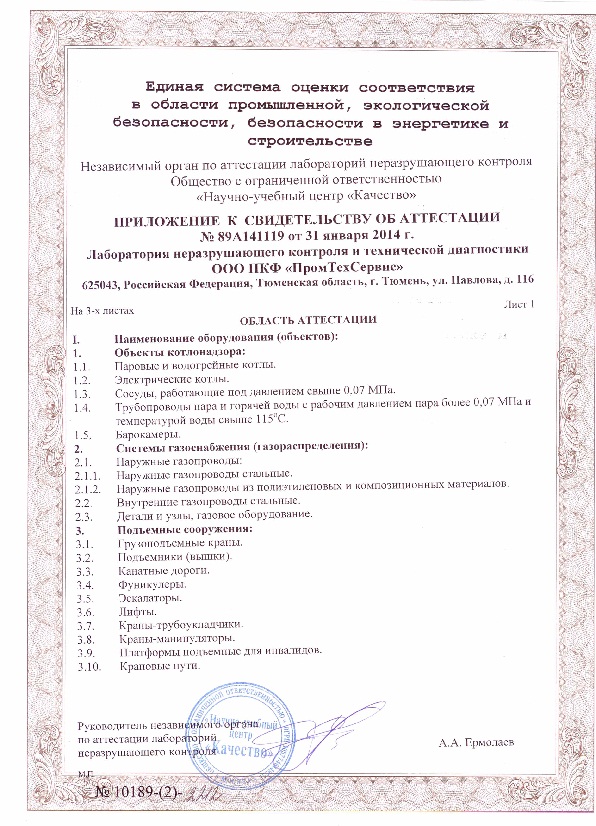 Единая система оценки соответствия
в области промышленной, экологической
безопасности, безопасности в энергетике и
строительстве
Независимый орган по аттестации лабораторий неразрушающего контроля
Общество с ограниченной ответственностью
«Научно-учебный центр «Качество»
ПРИЛОЖЕНИЕ К СВИДЕТЕЛЬСТВУ ОБ АТТЕСТАЦИИ
№ 89А141119 от 31 января 2014 г.
Лаборатория неразрушающего контроля и технической диагностики
ООО ПКФ «ПромТехСервис»
625043, Российская Федерация, Тюменская область, г. Тюмень, ул. Павлова, д. 116
На 3-х листах Лист 1
ОБЛАСТЬ АТТЕСТАЦИИ
I. Наименование оборудования (объектов):
1. Объекты котлонадзора:
1.1. Паровые и водогрейные котлы.
1.2. Электрические котлы.
1.3. Сосуды, работающие под давлением свыше 0,07 МПа.
1.4. Трубопроводы пара и горячей воды с рабочим давлением пара более 0,07 МПа и
температурой воды свыше 115°С.
1.5. Барокамеры.
2. Системы газоснабжения (газораспределения):
2.1. Наружные газопроводы:
2.1.1. Наружные газопроводы стальные.
2.1.2. Наружные газопроводы из полиэтиленовых и композиционных материалов.
2.2. Внутренние газопроводы стальные.
2.3. Детали и узлы, газовое оборудование.
3. Подъемные сооружения:
3.1. Грузоподъемные краны.
3.2. Подъемники (вышки).
3.3. Канатные дороги.
3.4. Фуникулеры.
3.5. Эскалаторы.
3.6. Лифты.
3.7. Краны-трубоукладчики.
3.8. Краны-манипуляторы.
3.9. Платформы подъемные для инвалидов.
3.10. Крановые пути.
Руководитель независимого органа
по аттестации лабораторий
неразрушающего контроля
А.А. Ермолаев
М.П.
Научно-учебный
центр
«Качество»
№ 10189-(2)-